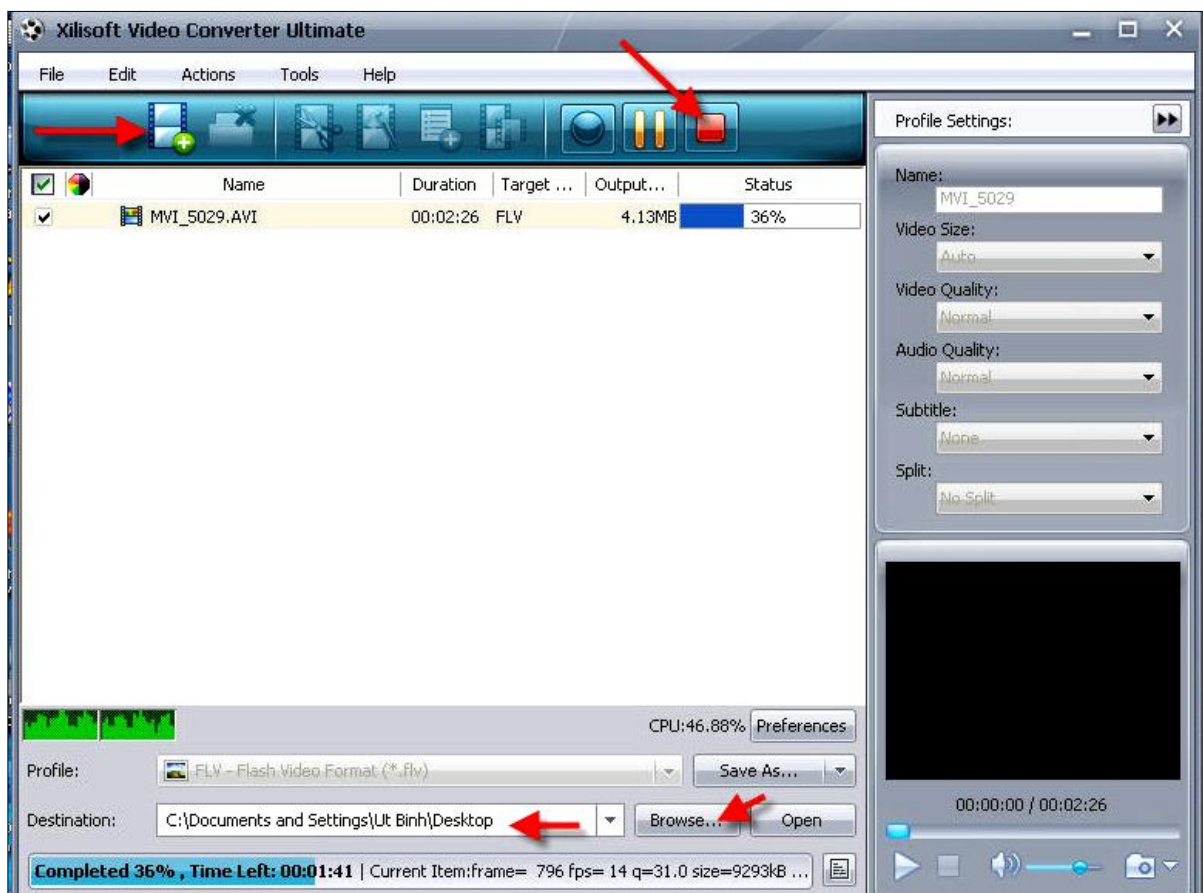 Xilisoft Video Converter Ultimate
File Edit Actions Tools Help
Profile Settings:
Name Duration Target ... Output... Status
MVI_5029.AVI 00:02:26 FLV 4.13MB 36%
Name:
MVI_5029
Video Size:
Auto
Video Quality:
Normal
Audio Quality:
Normal
Subtitle:
None
Split:
No Split
CPU:46.88% Preferences
Profile: FLV - Flash Video Format (*.flv) Save As...
Destination: C:\Documents and Settings\Ut Binh\Desktop Browse... Open
00:00:00 / 00:02:26
Completed 36% , Time Left: 00:01:41 | Current Item:frame= 796 fps= 14 q=31.0 size=9293kB ...